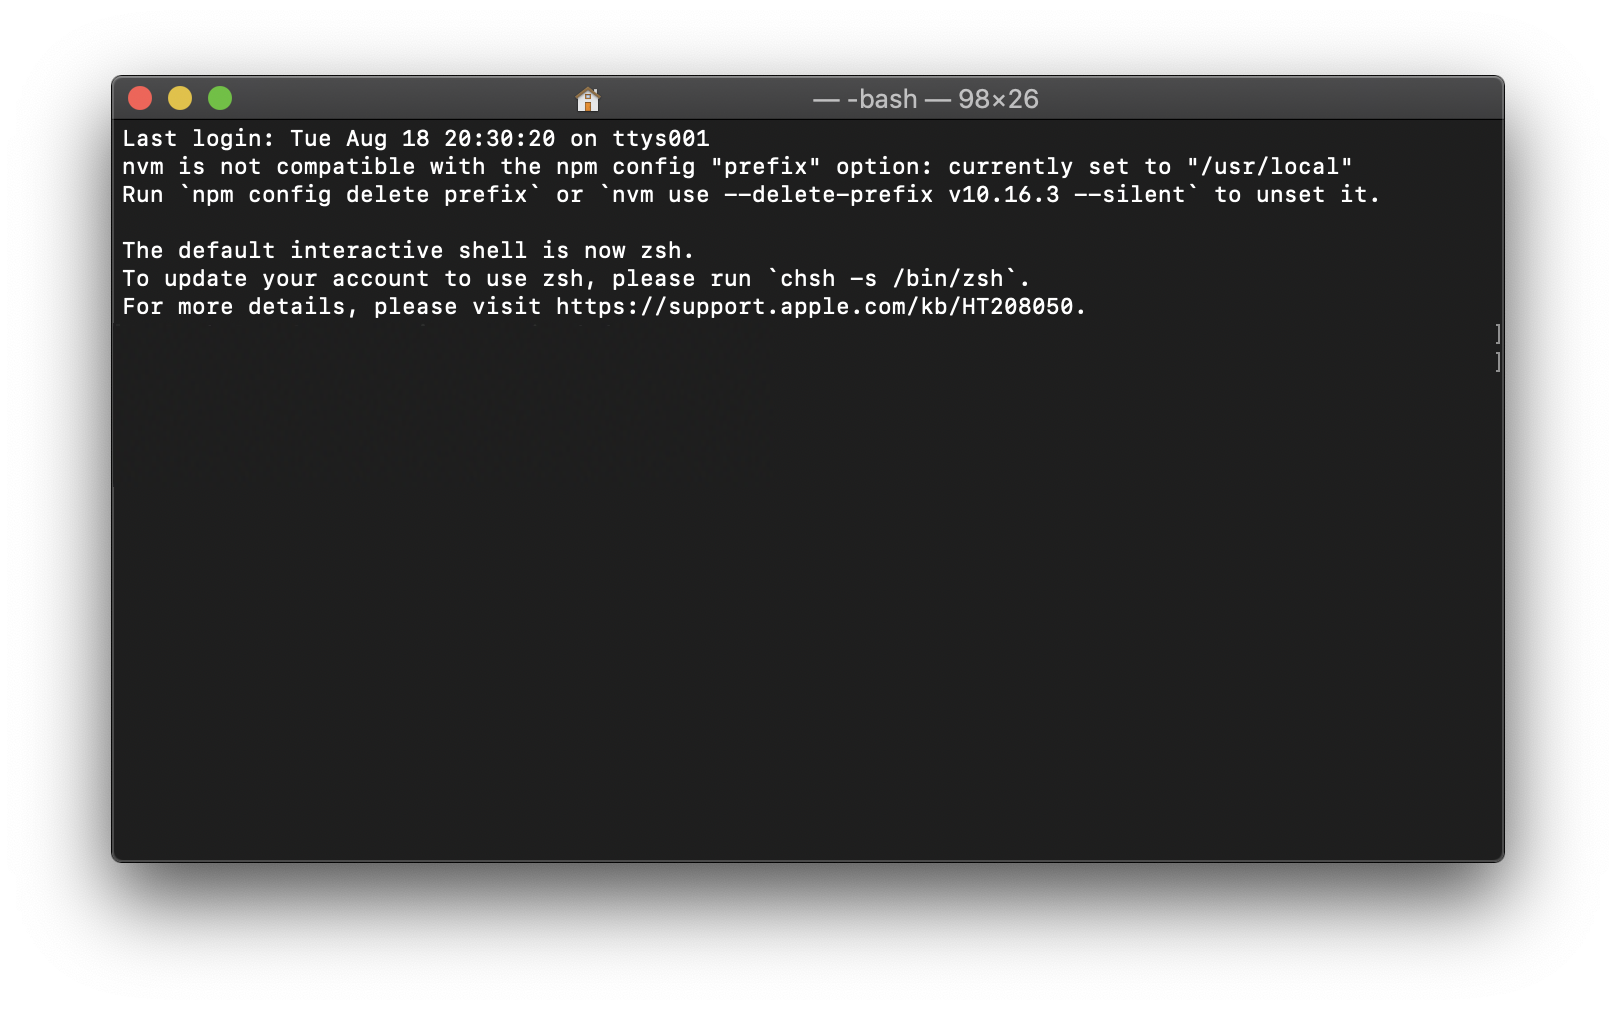 — -bash — 98×26
Last login: Tue Aug 18 20:30:20 on ttys001
nvm is not compatible with the npm config "prefix" option: currently set to "/usr/local"
Run `npm config delete prefix` or `nvm use --delete-prefix v10.16.3 --silent` to unset it.

The default interactive shell is now zsh.
To update your account to use zsh, please run `chsh -s /bin/zsh`.
For more details, please visit https://support.apple.com/kb/HT208050.
]
]